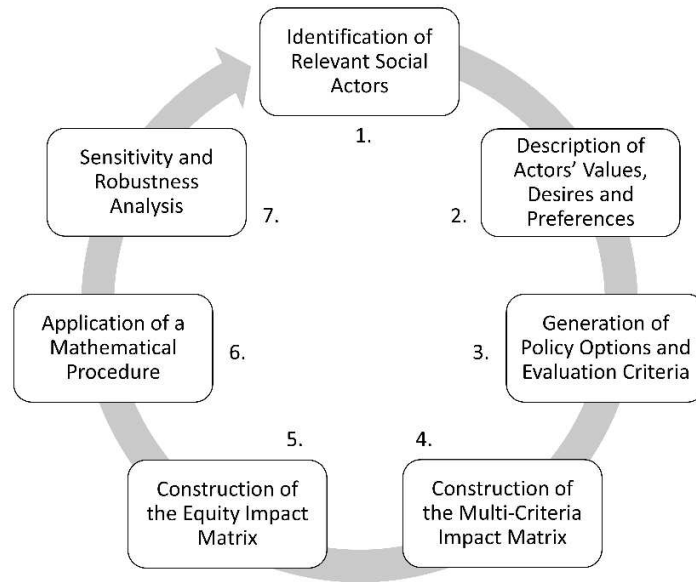 Identification of
Relevant Social
Actors
1.
Description of
Actors’ Values,
Desires and
Preferences
2.
Generation of
Policy Options and
Evaluation Criteria
3.
Construction of
the Multi-Criteria
Impact Matrix
4.
Construction of
the Equity Impact
Matrix
5.
Application of a
Mathematical
Procedure
6.
Sensitivity and
Robustness
Analysis
7.